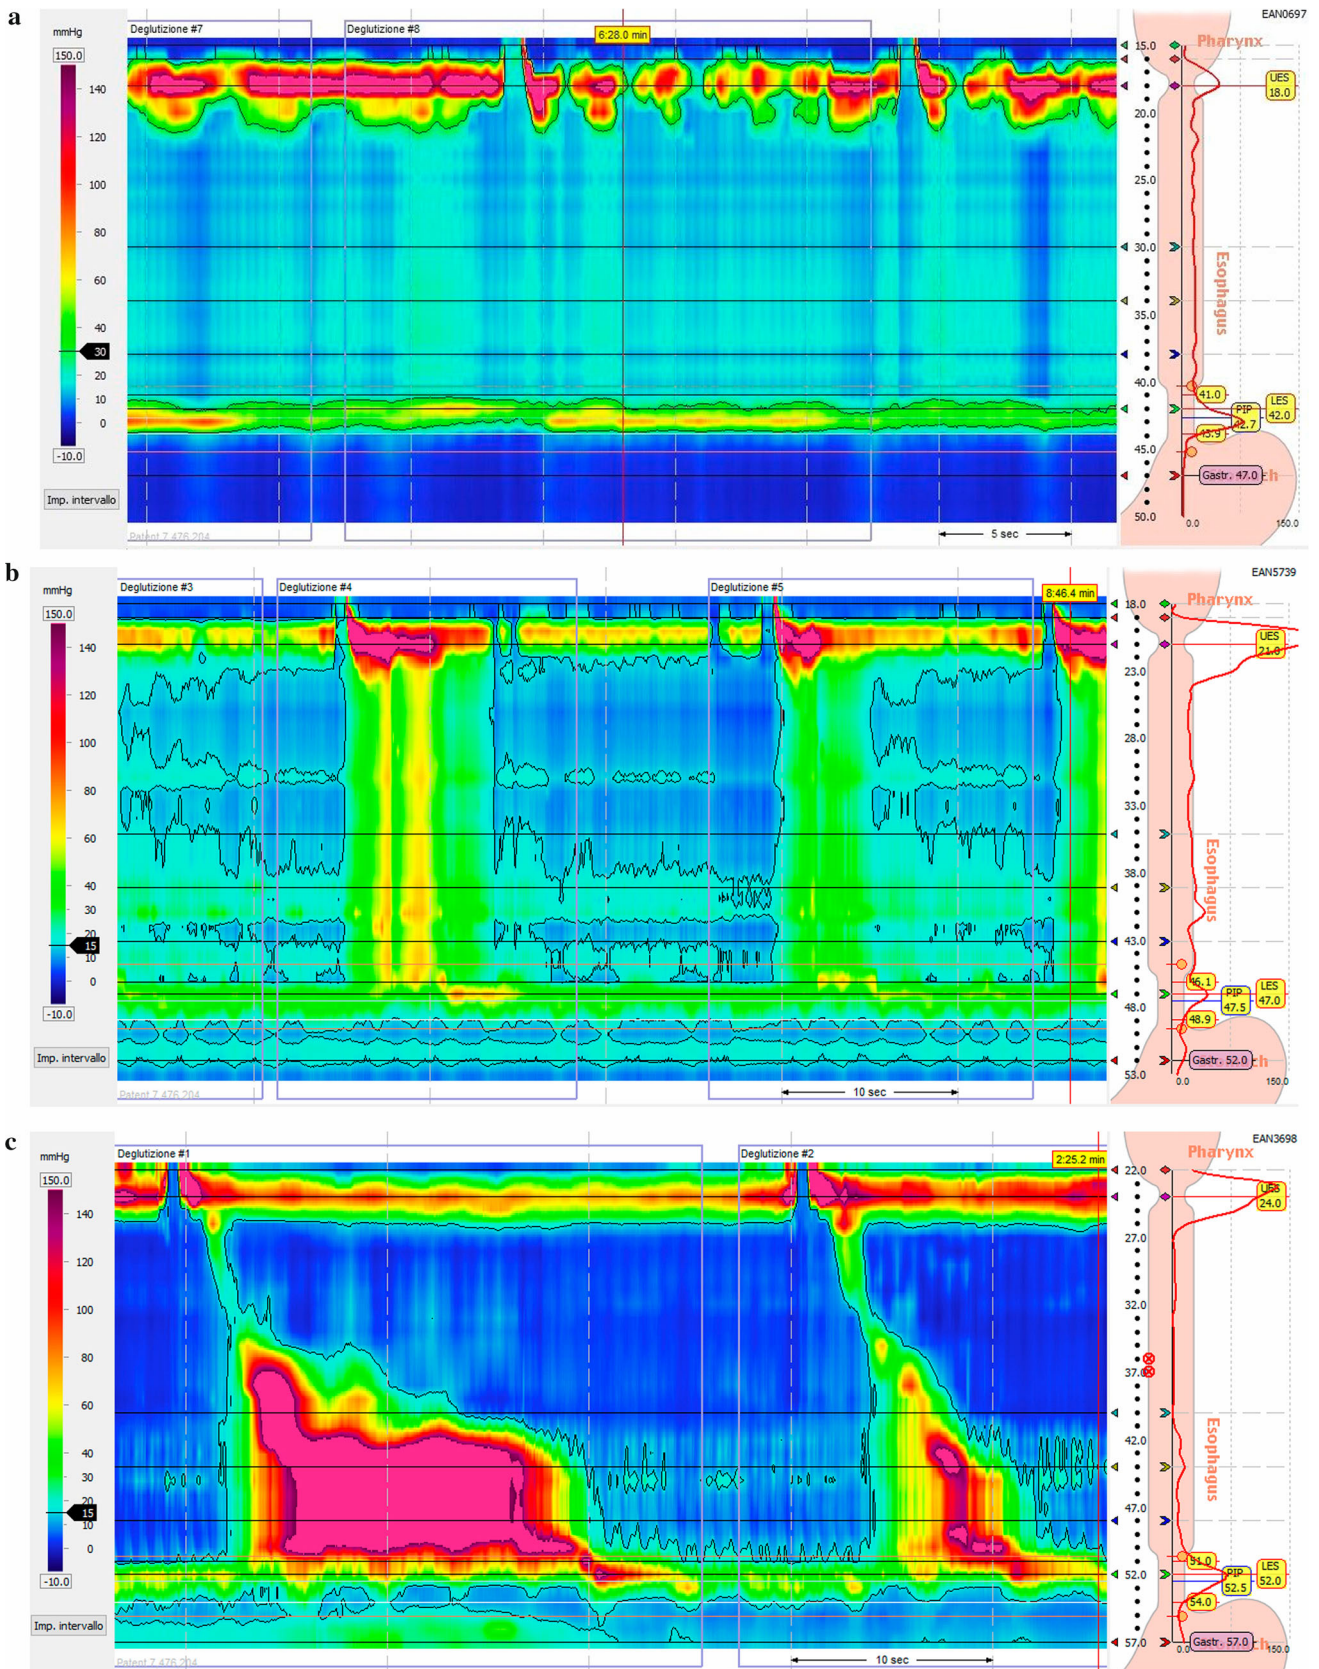 a
mmHg
150.0
140
120
100
80
60
40
30
20
10
0
-10.0
Imp. intervallo
Deglutizione #7
Deglutizione #8
6:28.0 min
Patent 7,476,204
5 sec
EAN0697
Pharynx
Esophagus
15.0
20.0
25.0
30.0
35.0
40.0
45.0
50.0
UES
18.0
41.0
LES
42.0
PIP
42.7
43.9
Gastr. 47.0
0.0
150.0
b
mmHg
150.0
140
120
100
80
60
40
30
20
15
10
0
-10.0
Imp. intervallo
Deglutizione #3
Deglutizione #4
Deglutizione #5
8:46.4 min
Patent 7,476,204
10 sec
EAN5739
Pharynx
Esophagus
18.0
23.0
28.0
33.0
38.0
43.0
48.0
53.0
UES
21.0
46.1
LES
47.0
PIP
47.5
48.9
Gastr. 52.0
0.0
150.0
c
mmHg
150.0
140
120
100
80
60
40
30
20
15
10
0
-10.0
Imp. intervallo
Deglutizione #1
Deglutizione #2
2:25.2 min
Patent 7,476,204
10 sec
EAN3698
Pharynx
Esophagus
22.0
27.0
32.0
37.0
42.0
47.0
52.0
57.0
UES
24.0
51.0
LES
52.0
PIP
52.5
54.0
Gastr. 57.0
0.0
150.0